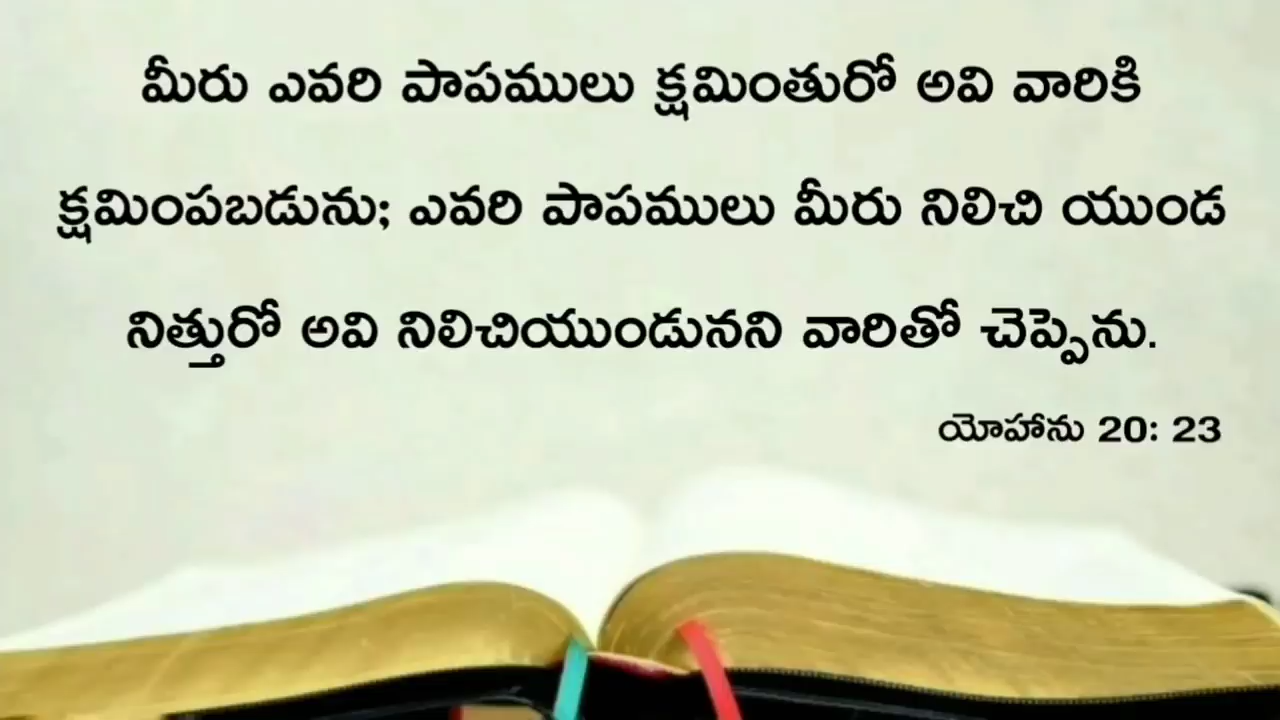 మీరు ఎవరి పాపములు క్షమింతురో అవి వారికి
క్షమింపబడును; ఎవరి పాపములు మీరు నిలిచి యుండ
నిత్తురో అవి నిలిచియుండునని వారితో చెప్పెను.
యోహాను 20: 23